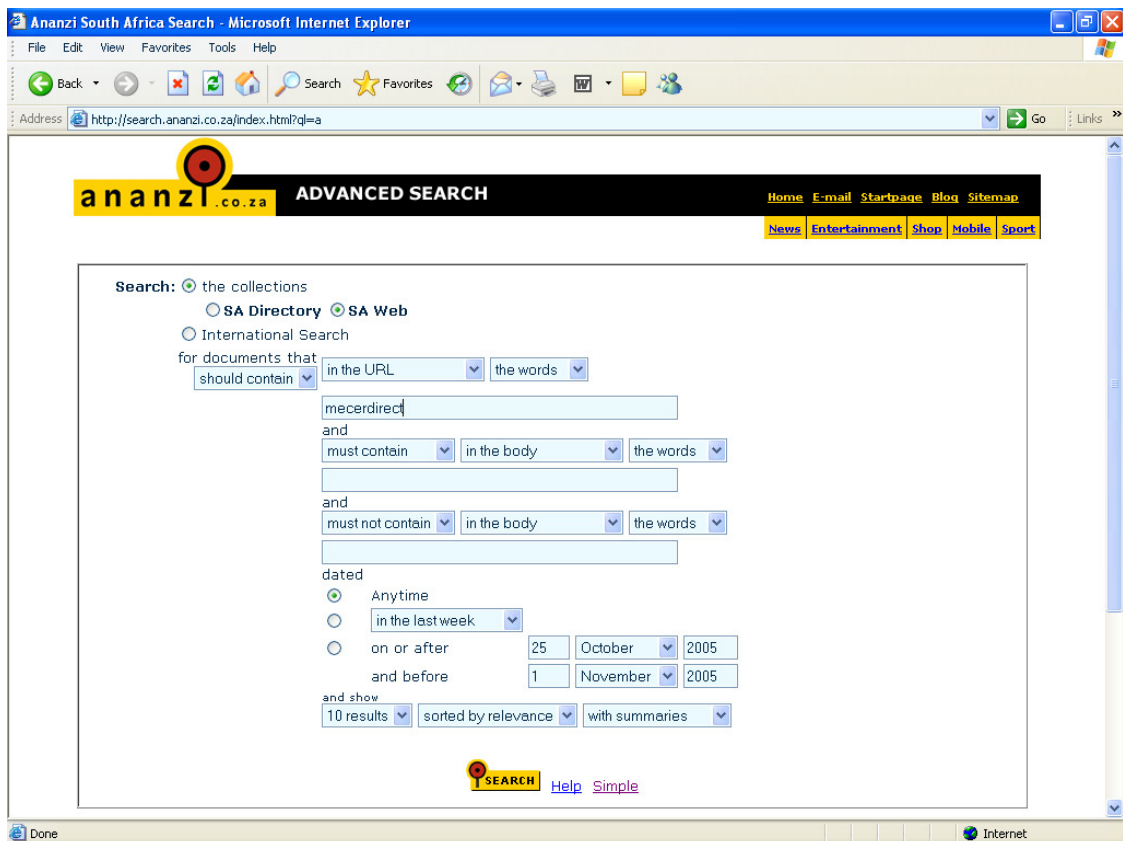 Ananzi South Africa Search - Microsoft Internet Explorer
File Edit View Favorites Tools Help
Back Search Favorites
Address http://search.ananzi.co.za/index.html?ql=a Go Links »
ananzi.co.za ADVANCED SEARCH Home E-mail Startpage Blog Sitemap
News Entertainment Shop Mobile Sport
Search: the collections
SA Directory SA Web
International Search
for documents that
should contain in the URL the words
mecerdirect
and
must contain in the body the words
and
must not contain in the body the words
dated
Anytime
in the last week
on or after 25 October 2005
and before 1 November 2005
and show
10 results sorted by relevance with summaries
SEARCH Help Simple
Done Internet